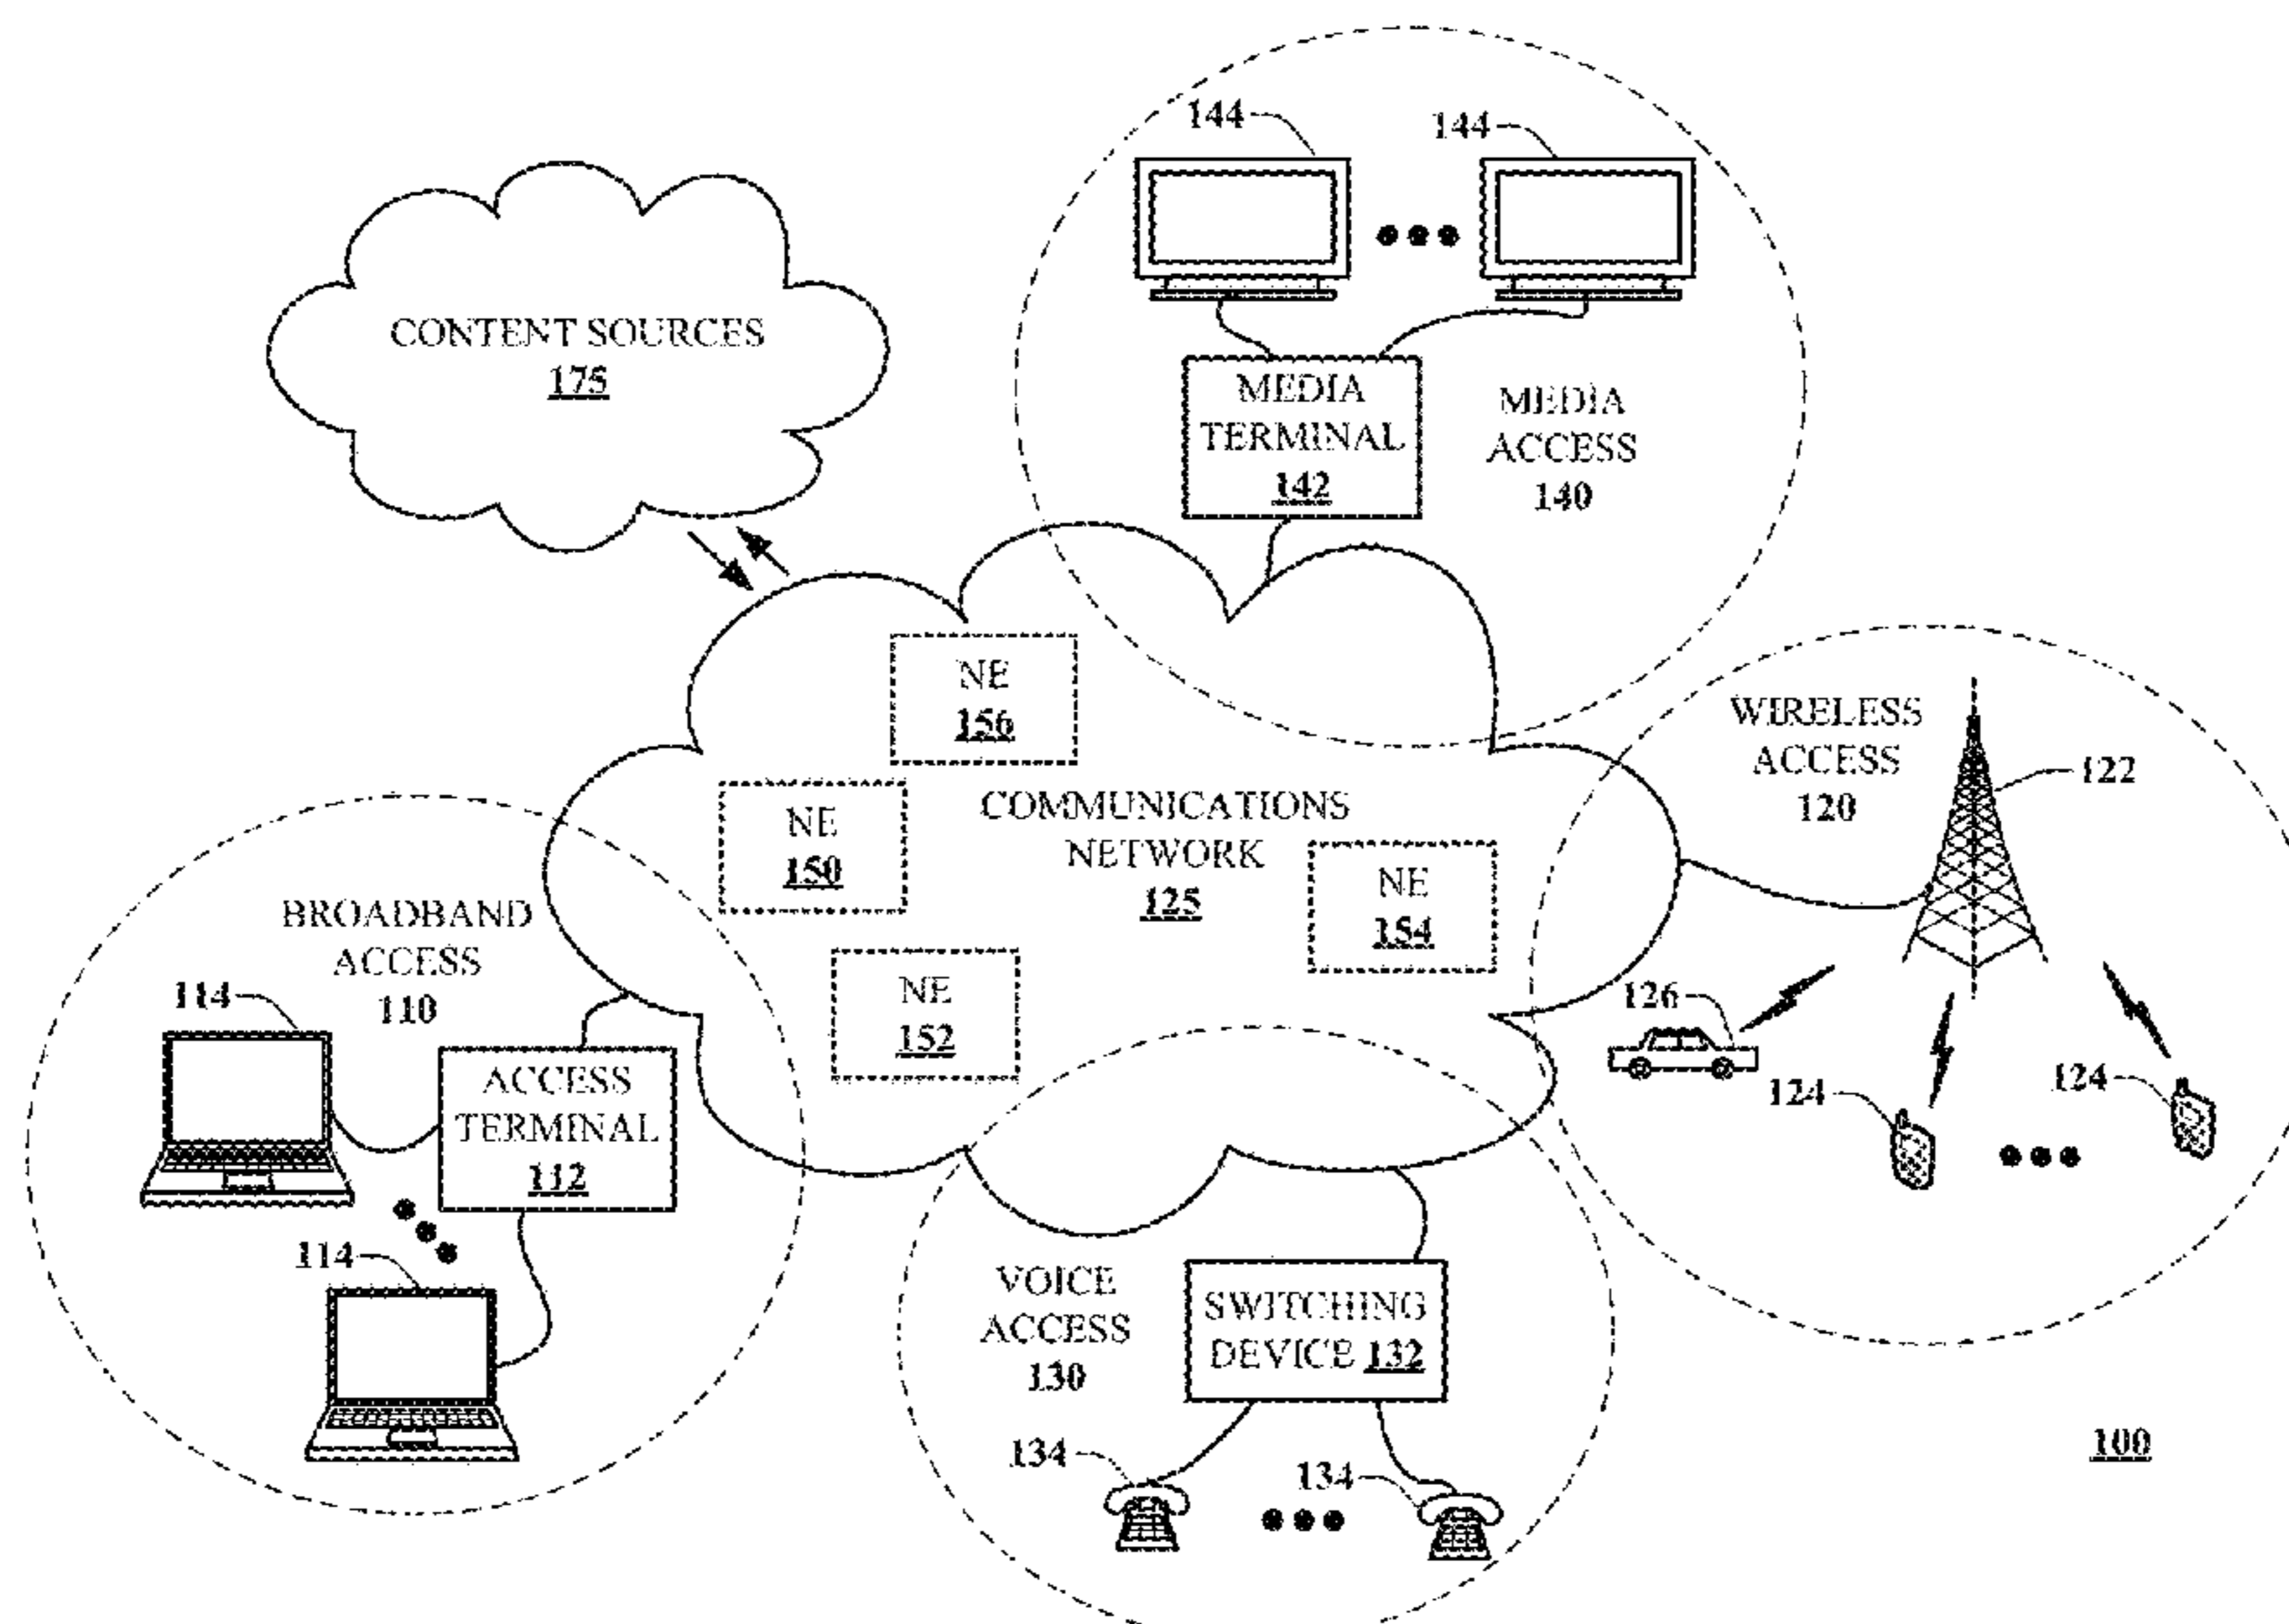 144
144
CONTENT SOURCES
175
MEDIA
TERMINAL
142
MEDIA
ACCESS
140
NE
156
WIRELESS
ACCESS
120
122
NE
150
COMMUNICATIONS
NETWORK
125
NE
154
BROADBAND
ACCESS
110
114
NE
152
126
124
124
ACCESS
TERMINAL
112
114
VOICE
ACCESS
130
SWITCHING
DEVICE 132
134
134
100